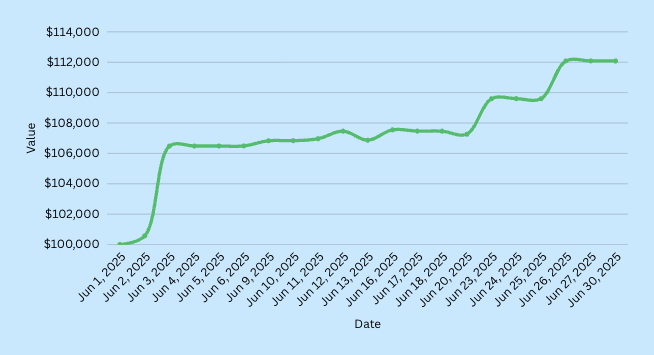 $114,000
$112,000
$110,000
$108,000
$106,000
$104,000
$102,000
$100,000
Value
Jun 1, 2025
Jun 2, 2025
Jun 3, 2025
Jun 4, 2025
Jun 5, 2025
Jun 6, 2025
Jun 9, 2025
Jun 10, 2025
Jun 11, 2025
Jun 12, 2025
Jun 13, 2025
Jun 16, 2025
Jun 17, 2025
Jun 18, 2025
Jun 20, 2025
Jun 23, 2025
Jun 24, 2025
Jun 25, 2025
Jun 26, 2025
Jun 27, 2025
Jun 30, 2025
Date